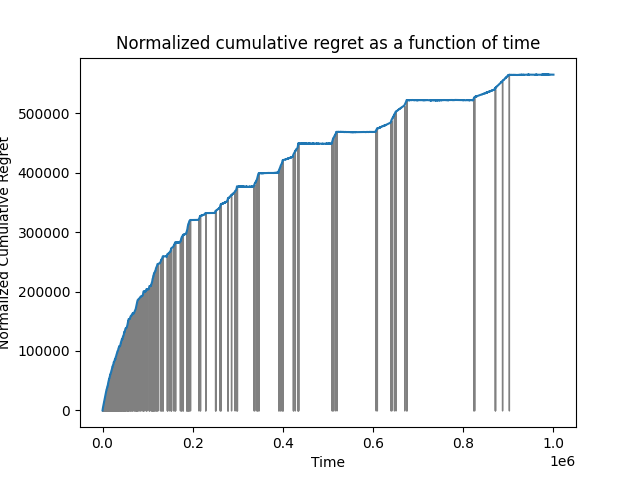 Normalized cumulative regret as a function of time
Normalized Cumulative Regret
500000
400000
300000
200000
100000
0
0.0 0.2 0.4 0.6 0.8 1.0
1e6
Time